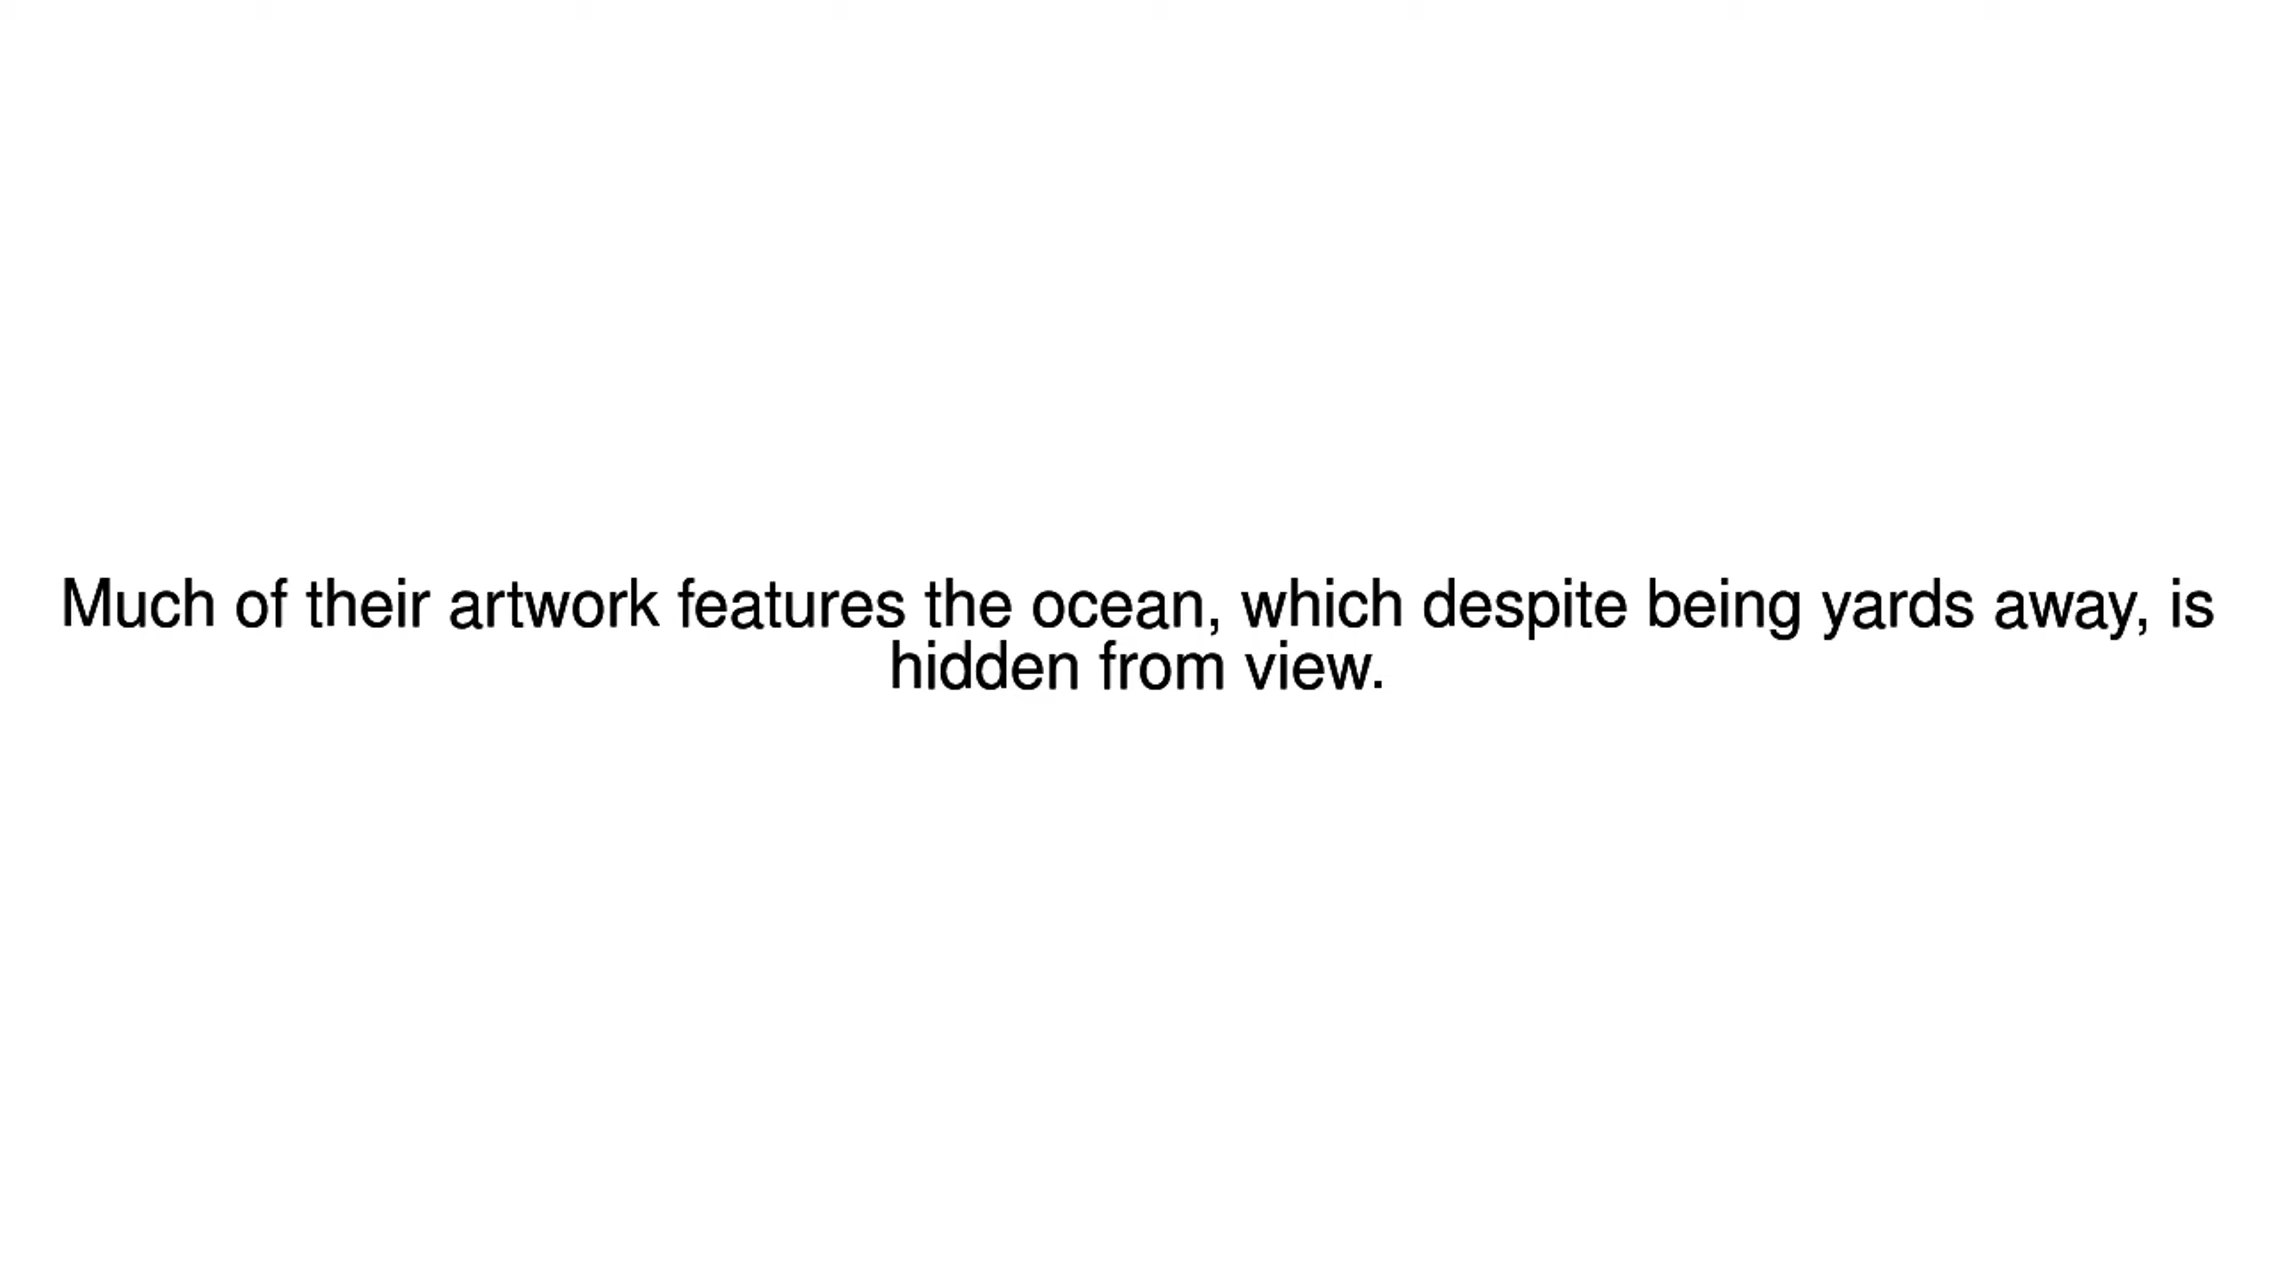 Much of their artwork features the ocean, which despite being yards away, is
hidden from view.